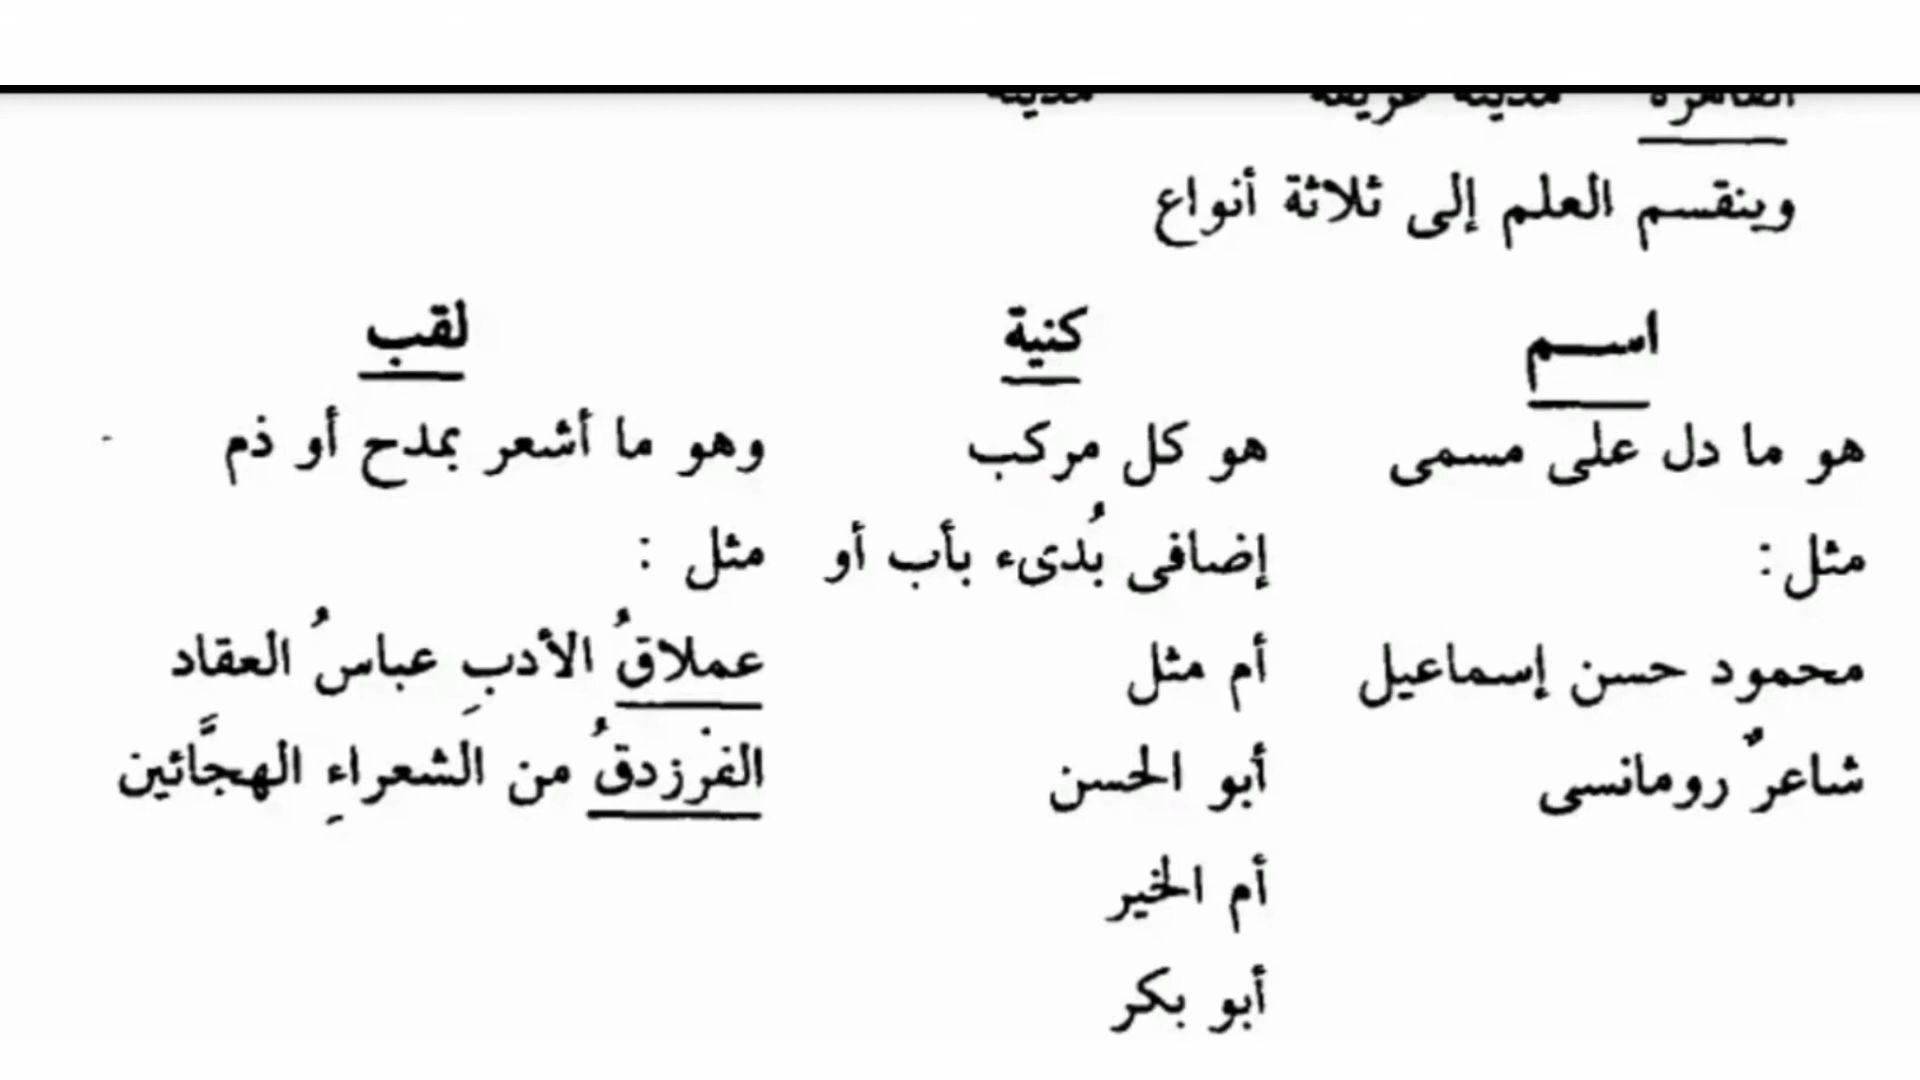 وينقسم العلم إلى ثلاثة أنواع
اسم
هو ما دل على مسمى
مثل :
محمود حسن إسماعيل
شاعرٌ رومانسى
كنية
هو كل مركب
إضافى بُدىء بأب أو
أم مثل
أبو الحسن
أم الخير
أبو بكر
لقب
وهو ما أشعر بمدح أو ذم
مثل :
عملاقُ الأدبِ عباسُ العقاد
الفرْزدقُ من الشعراءِ الهجَّائين